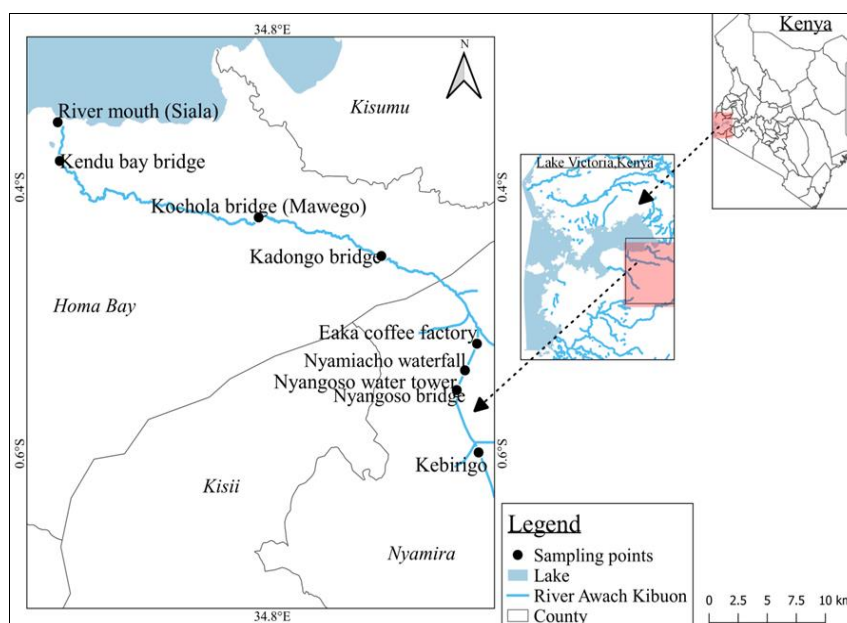 34.8°E
Kenya
N
Kisumu
River mouth (Siala)
Kendu bay bridge
Lake Victoria,Kenya
0.4°S
0.4°S
Kochola bridge (Mawego)
Kadongo bridge
Homa Bay
Eaka coffee factory
Nyamiacho waterfall
Nyangoso water tower
Nyangoso bridge
0.6°S
0.6°S
Kebirigo
Kisii
Nyamira
Legend
Sampling points
Lake
River Awach Kibuon
County
0 2.5 5 7.5 10 km
34.8°E